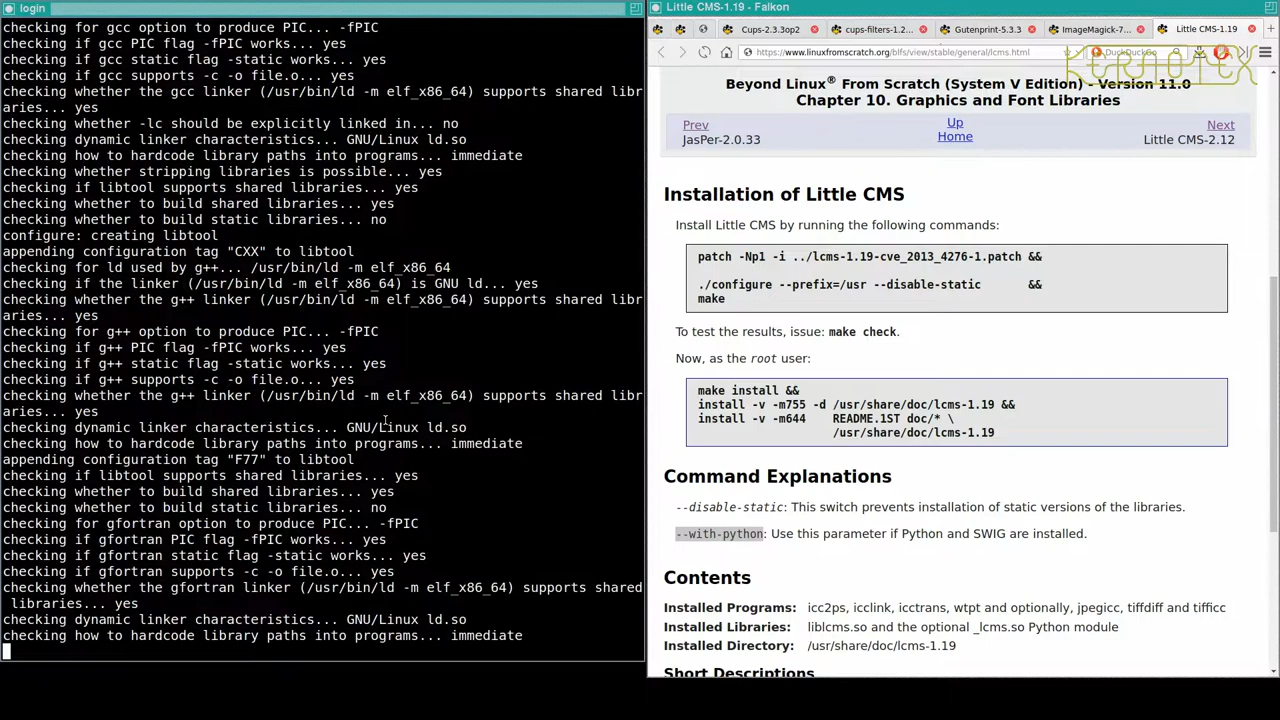 login
checking for gcc option to produce PIC... -fPIC
checking if gcc PIC flag -fPIC works... yes
checking if gcc static flag -static works... yes
checking if gcc supports -c -o file.o... yes
checking whether the gcc linker (/usr/bin/ld -m elf_x86_64) supports shared libr
aries... yes
checking whether -lc should be explicitly linked in... no
checking dynamic linker characteristics... GNU/Linux ld.so
checking how to hardcode library paths into programs... immediate
checking whether stripping libraries is possible... yes
checking if libtool supports shared libraries... yes
checking whether to build shared libraries... yes
checking whether to build static libraries... no
configure: creating libtool
appending configuration tag "CXX" to libtool
checking for ld used by g++... /usr/bin/ld -m elf_x86_64
checking if the linker (/usr/bin/ld -m elf_x86_64) is GNU ld... yes
checking whether the g++ linker (/usr/bin/ld -m elf_x86_64) supports shared libr
aries... yes
checking for g++ option to produce PIC... -fPIC
checking if g++ PIC flag -fPIC works... yes
checking if g++ static flag -static works... yes
checking if g++ supports -c -o file.o... yes
checking whether the g++ linker (/usr/bin/ld -m elf_x86_64) supports shared libr
aries... yes
checking dynamic linker characteristics... GNU/Linux ld.so
checking how to hardcode library paths into programs... immediate
appending configuration tag "F77" to libtool
checking if libtool supports shared libraries... yes
checking whether to build shared libraries... yes
checking whether to build static libraries... no
checking for gfortran option to produce PIC... -fPIC
checking if gfortran PIC flag -fPIC works... yes
checking if gfortran static flag -static works... yes
checking if gfortran supports -c -o file.o... yes
checking whether the gfortran linker (/usr/bin/ld -m elf_x86_64) supports shared
libraries... yes
checking dynamic linker characteristics... GNU/Linux ld.so
checking how to hardcode library paths into programs... immediate
Little CMS-1.19 - Falkon
Cups-2.3.3op2
cups-filters-1.2...
Gutenprint-5.3.3
ImageMagick-7...
Little CMS-1.19
https://www.linuxfromscratch.org/blfs/view/stable/general/lcms.html
DuckDuckGo
KERNOTEX
Beyond Linux® From Scratch (System V Edition) - Version 11.0
Chapter 10. Graphics and Font Libraries
Prev
Up
Next
JasPer-2.0.33
Home
Little CMS-2.12
Installation of Little CMS
Install Little CMS by running the following commands:
patch -Np1 -i ../lcms-1.19-cve_2013_4276-1.patch &&
./configure --prefix=/usr --disable-static &&
make
To test the results, issue: make check.
Now, as the root user:
make install &&
install -v -m755 -d /usr/share/doc/lcms-1.19 &&
install -v -m644 README.1ST doc/* \
/usr/share/doc/lcms-1.19
Command Explanations
--disable-static: This switch prevents installation of static versions of the libraries.
--with-python: Use this parameter if Python and SWIG are installed.
Contents
Installed Programs: icc2ps, icclink, icctrans, wtpt and optionally, jpegicc, tiffdiff and tifficc
Installed Libraries: liblcms.so and the optional _lcms.so Python module
Installed Directory: /usr/share/doc/lcms-1.19
Short Descriptions